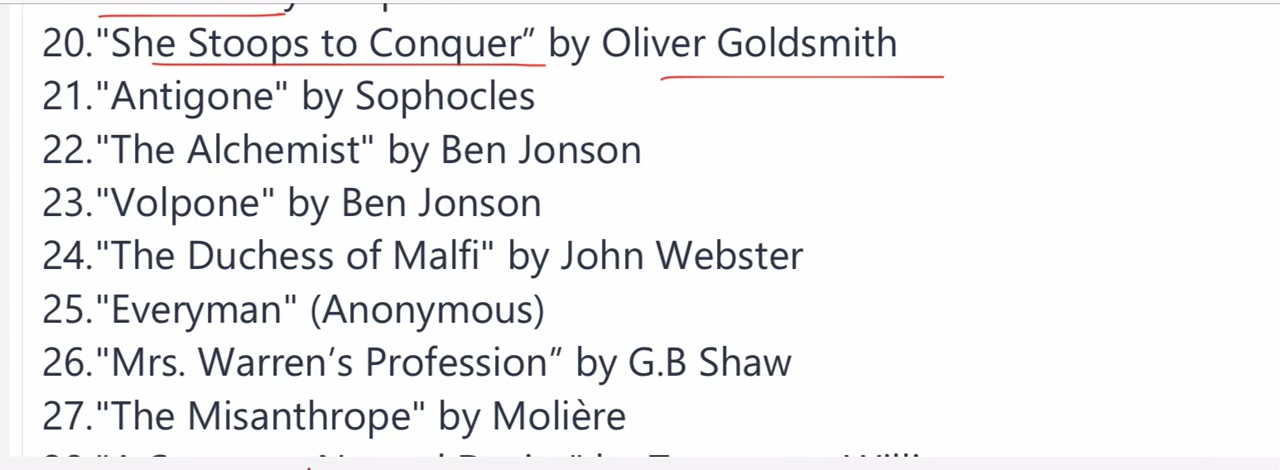 20."She Stoops to Conquer” by Oliver Goldsmith
21."Antigone" by Sophocles
22."The Alchemist" by Ben Jonson
23."Volpone" by Ben Jonson
24."The Duchess of Malfi" by John Webster
25."Everyman" (Anonymous)
26."Mrs. Warren’s Profession” by G.B Shaw
27."The Misanthrope" by Molière